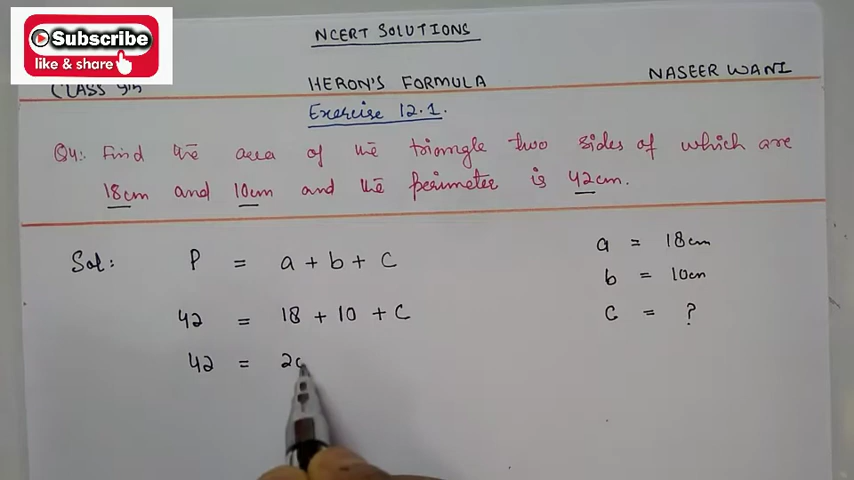 Subscribe
like & share
NCERT SOLUTIONS
CLASS 9th
HERON'S FORMULA
NASEER WANI
Exercise 12.1.
Q4:. Find the area of the triangle two sides of which are
18cm and 10cm and the perimeter is 42cm.
Sol: P = a + b + c
a = 18cm
b = 10cm
42 = 18 + 10 + c
c = ?
42 =